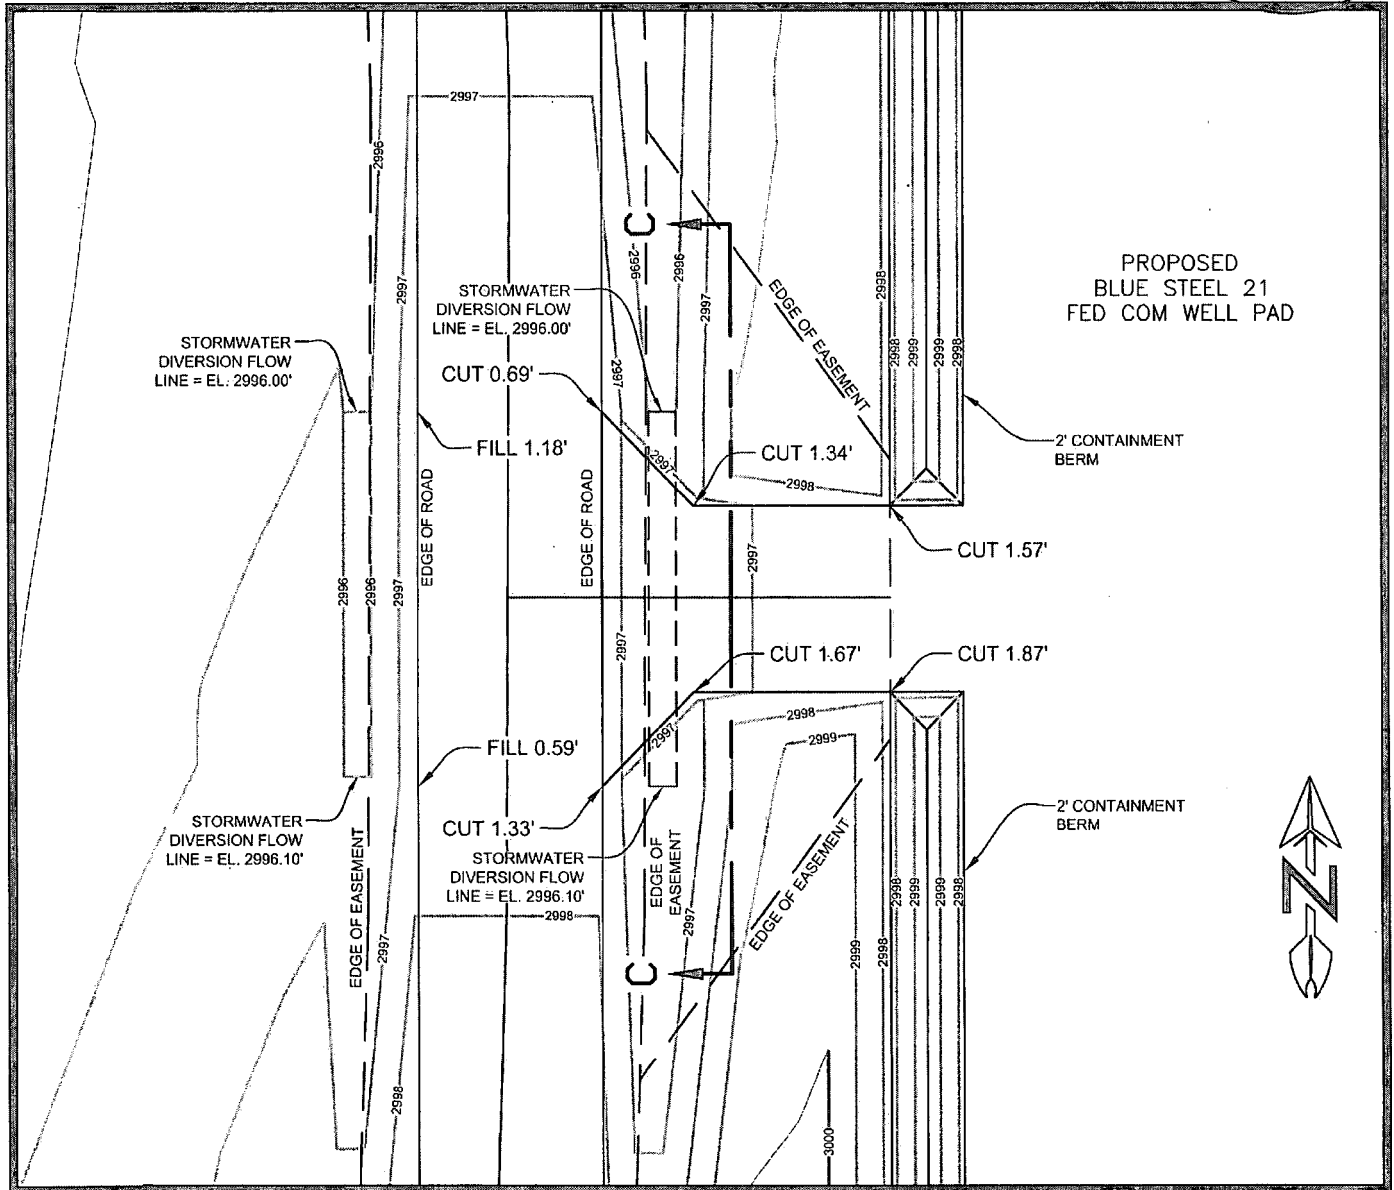 2997
2996
C
2996
2996
PROPOSED
BLUE STEEL 21
FED COM WELL PAD
2997
STORMWATER
DIVERSION FLOW
LINE = EL. 2996.00'
2997
EDGE OF EASEMENT
2998
STORMWATER
DIVERSION FLOW
LINE = EL. 2996.00'
2998
2999
2999
2998
CUT 0.69'
2997
FILL 1.18'
CUT 1.34'
2' CONTAINMENT
BERM
2997
2998
EDGE OF ROAD
EDGE OF ROAD
CUT 1.57'
2996
2996
2997
2997
2997
CUT 1.67'
CUT 1.87'
2997
2998
2999
FILL 0.59'
STORMWATER
DIVERSION FLOW
LINE = EL. 2996.10'
CUT 1.33'
STORMWATER
DIVERSION FLOW
LINE = EL. 2996.10'
2' CONTAINMENT
BERM
EDGE OF EASEMENT
EDGE OF
EASEMENT
EDGE OF EASEMENT
2998
2999
2999
2998
2998
2997
2997
2999
2998
C
N
2998
3000